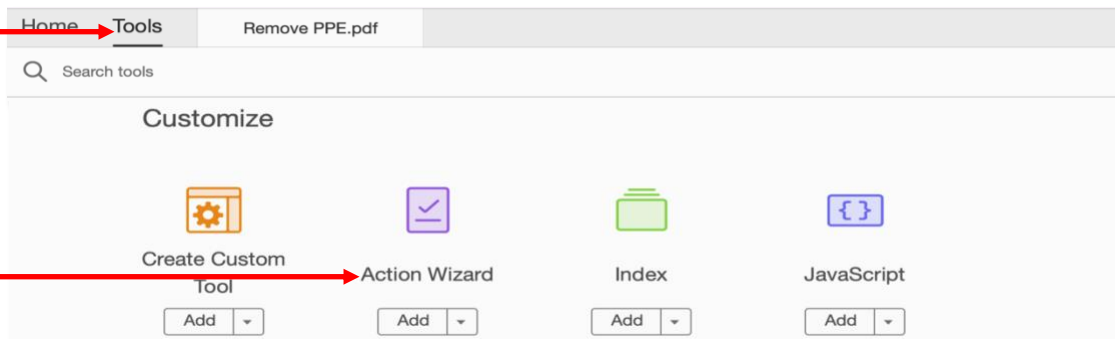 Home Tools Remove PPE.pdf
Search tools
Customize
Create Custom
Tool
Action Wizard
Index
JavaScript
Add Add Add Add